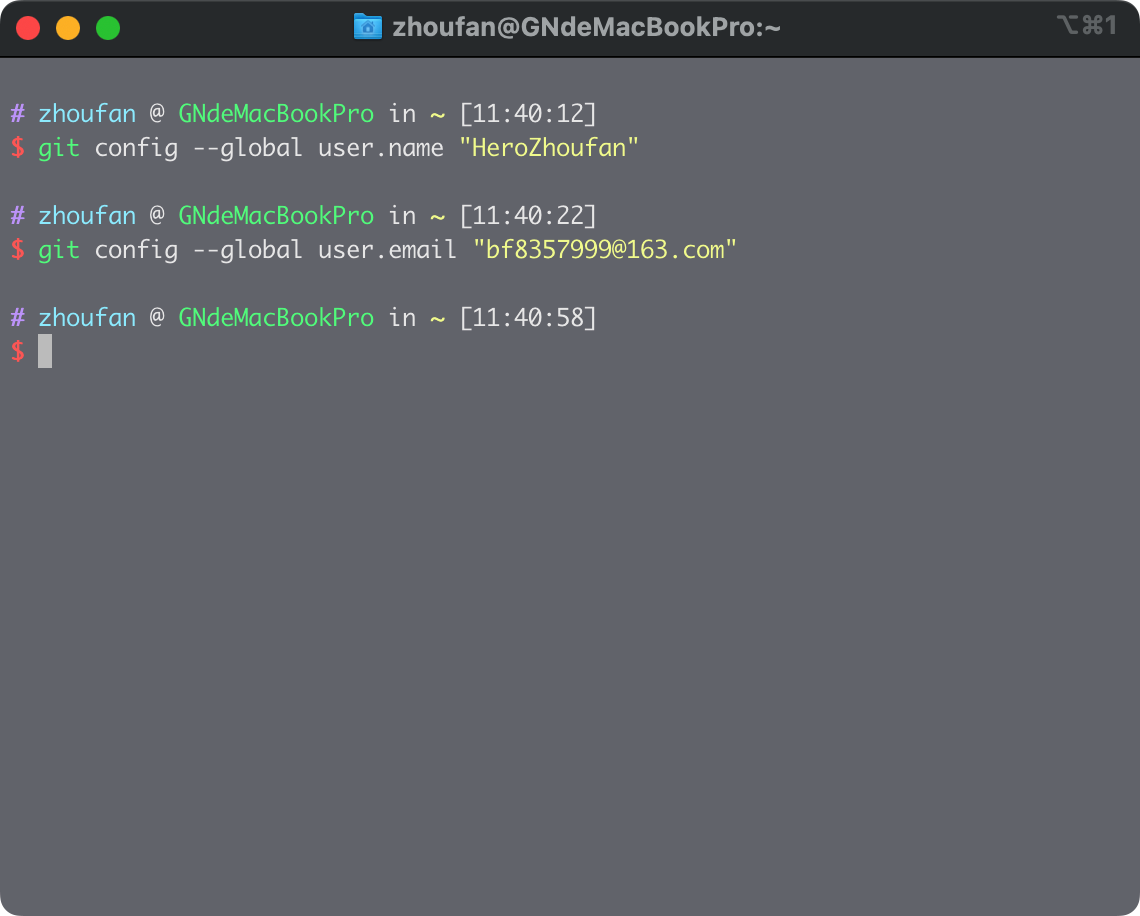 zhoufan@GNdeMacBookPro:~ ⌥⌘1
# zhoufan @ GNdeMacBookPro in ~ [11:40:12]
$ git config --global user.name "HeroZhoufan"
# zhoufan @ GNdeMacBookPro in ~ [11:40:22]
$ git config --global user.email "bf8357999@163.com"
# zhoufan @ GNdeMacBookPro in ~ [11:40:58]
$